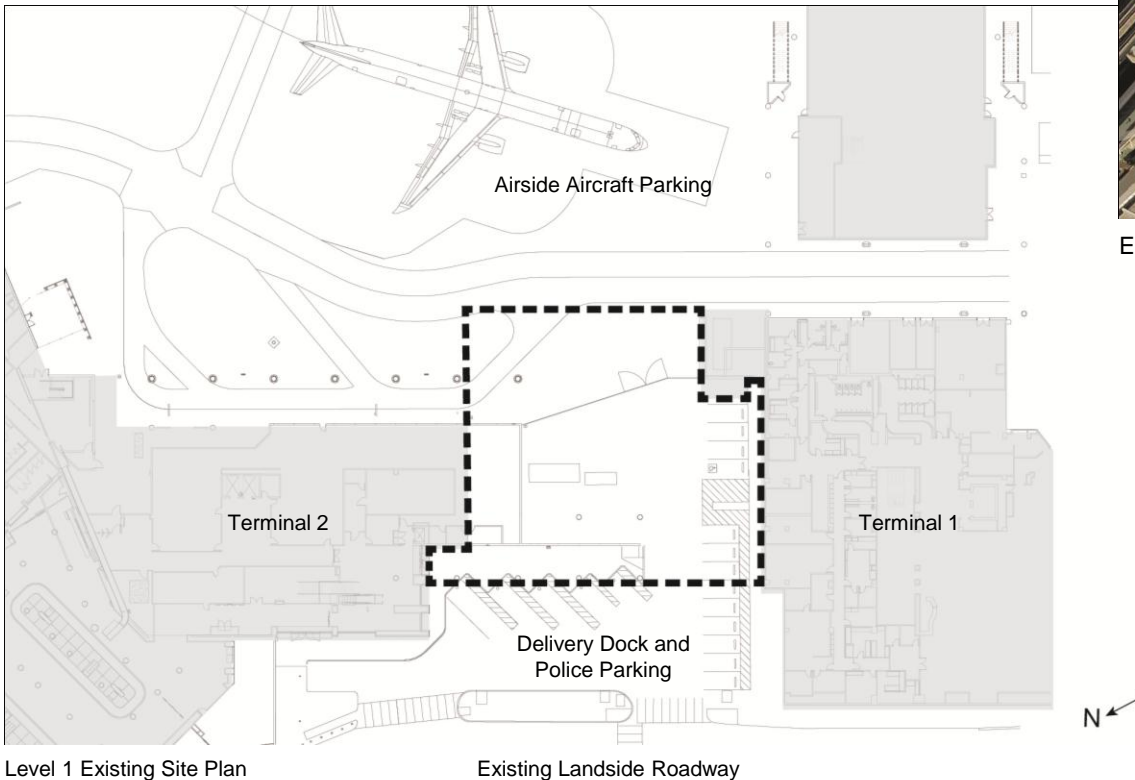 Airside Aircraft Parking
E
Terminal 2
Terminal 1
Delivery Dock and
Police Parking
N
Level 1 Existing Site Plan
Existing Landside Roadway